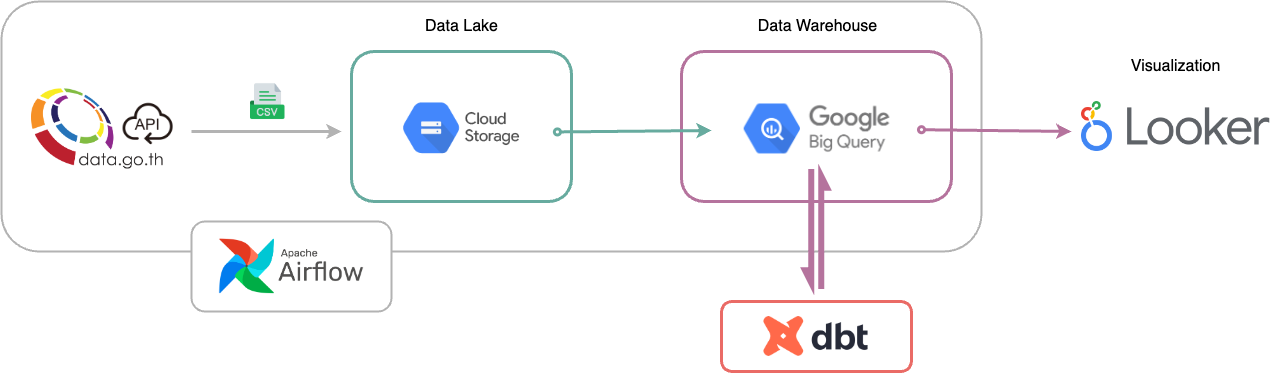 Data Lake
Data Warehouse
Visualization
CSV
API
data.go.th
Cloud
Storage
Google
Big Query
Looker
Apache
Airflow
dbt